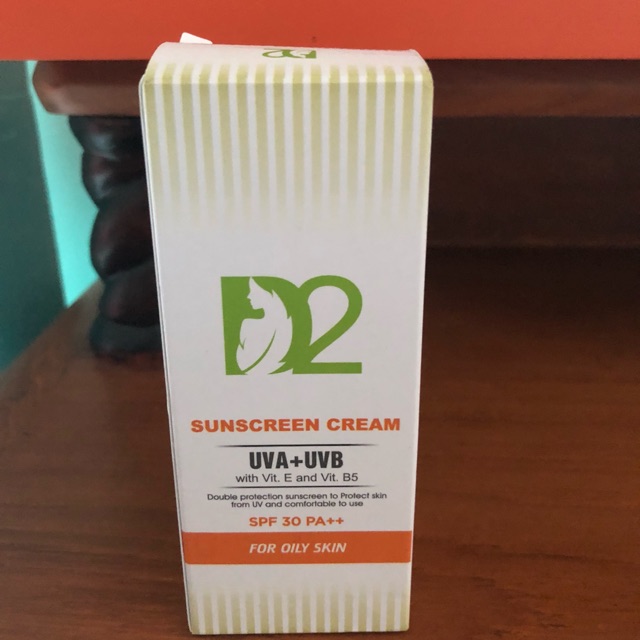 D2
D2
SUNSCREEN CREAM
UVA+UVB
with Vit. E and Vit. B5
Double protection sunscreen to Protect skin
from UV and comfortable to use
SPF 30 PA++
FOR OILY SKIN